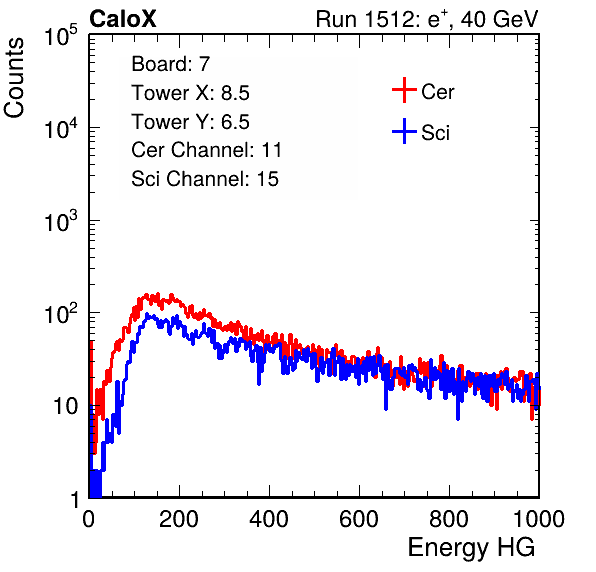 CaloX Run 1512: e⁺, 40 GeV
Counts
10⁵
10⁴
10³
10²
10
1
Board: 7
Tower X: 8.5
Tower Y: 6.5
Cer Channel: 11
Sci Channel: 15
Cer
Sci
0 200 400 600 800 1000
Energy HG